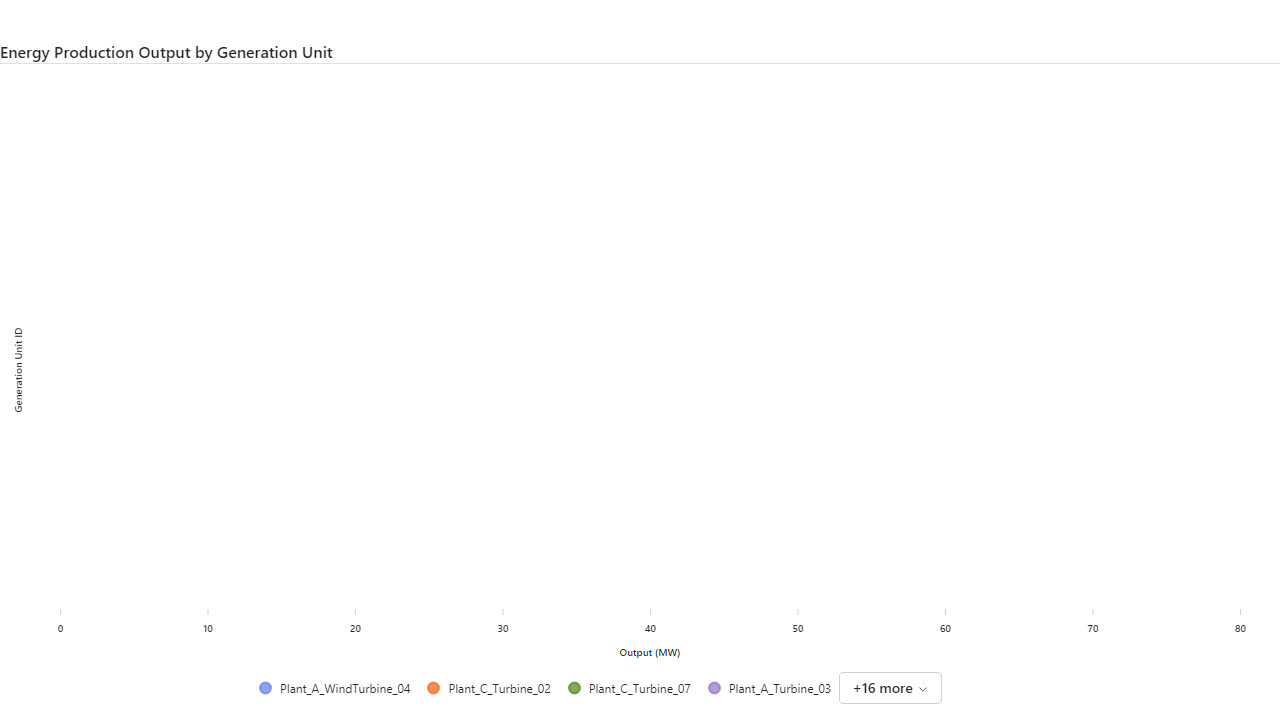 Energy Production Output by Generation Unit
Generation Unit ID
0 10 20 30 40 50 60 70 80
Output (MW)
Plant_A_WindTurbine_04 Plant_C_Turbine_02 Plant_C_Turbine_07 Plant_A_Turbine_03 +16 more